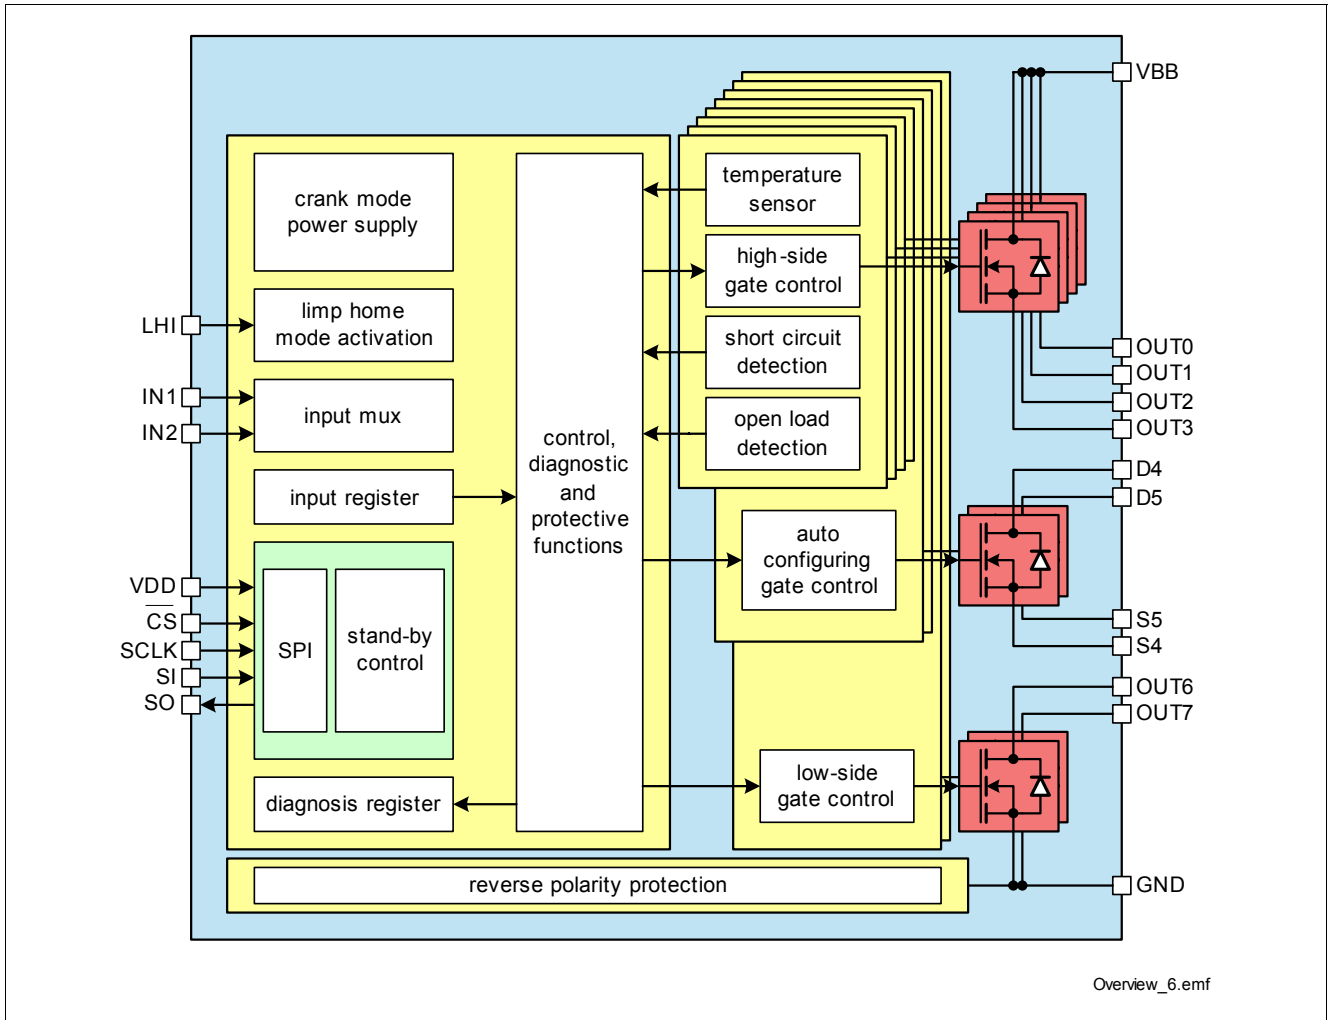 VBB
crank mode
power supply
temperature
sensor
high-side
gate control
LHI
limp home
mode activation
short circuit
detection
OUT0
OUT1
OUT2
OUT3
IN1
IN2
input mux
open load
detection
control,
diagnostic
and
protective
functions
D4
D5
input register
auto
configuring
gate control
VDD
CS
SCLK
SI
SO
SPI
stand-by
control
S5
S4
OUT6
OUT7
low-side
gate control
diagnosis register
reverse polarity protection
GND
Overview_6.emf